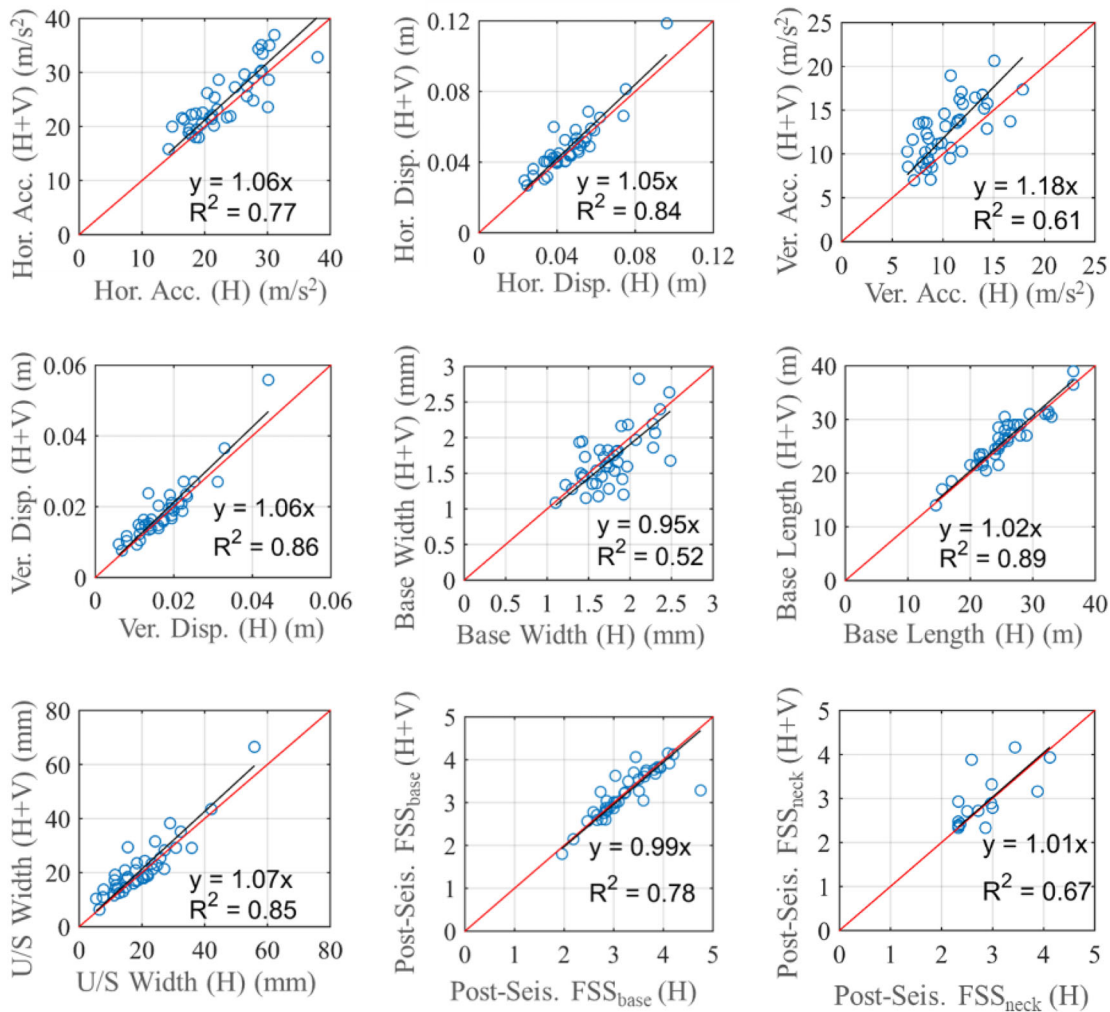 Hor. Acc. (H+V) (m/s²)
40
30
20
10
0
y = 1.06x
R² = 0.77
0 10 20 30 40
Hor. Acc. (H) (m/s²)
Hor. Disp. (H+V) (m)
0.12
0.08
0.04
0
y = 1.05x
R² = 0.84
0 0.04 0.08 0.12
Hor. Disp. (H) (m)
Ver. Acc. (H+V) (m/s²)
25
20
15
10
5
0
y = 1.18x
R² = 0.61
0 5 10 15 20 25
Ver. Acc. (H) (m/s²)
Ver. Disp. (H+V) (m)
0.06
0.04
0.02
0
y = 1.06x
R² = 0.86
0 0.02 0.04 0.06
Ver. Disp. (H) (m)
Base Width (H+V) (mm)
3
2.5
2
1.5
1
0.5
0
y = 0.95x
R² = 0.52
0 0.5 1 1.5 2 2.5 3
Base Width (H) (mm)
Base Length (H+V) (m)
40
30
20
10
0
y = 1.02x
R² = 0.89
0 10 20 30 40
Base Length (H) (m)
U/S Width (H+V) (mm)
80
60
40
20
0
y = 1.07x
R² = 0.85
0 20 40 60 80
U/S Width (H) (mm)
Post-Seis. FSS_base (H+V)
5
4
3
2
1
0
y = 0.99x
R² = 0.78
0 1 2 3 4 5
Post-Seis. FSS_base (H)
Post-Seis. FSS_neck (H+V)
5
4
3
2
1
0
y = 1.01x
R² = 0.67
0 1 2 3 4 5
Post-Seis. FSS_neck (H)